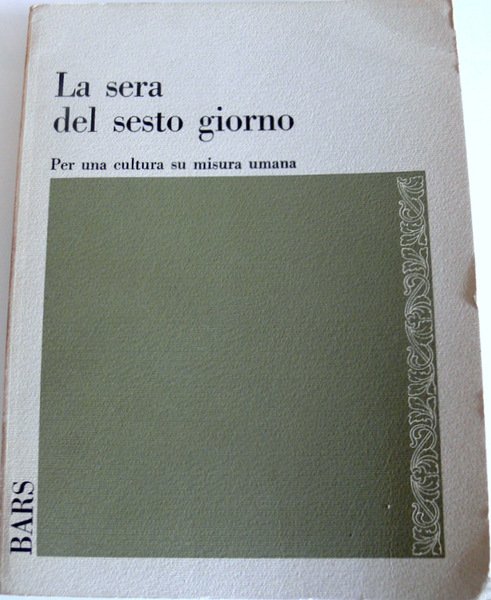 La sera
del sesto giorno
Per una cultura su misura umana
BARS